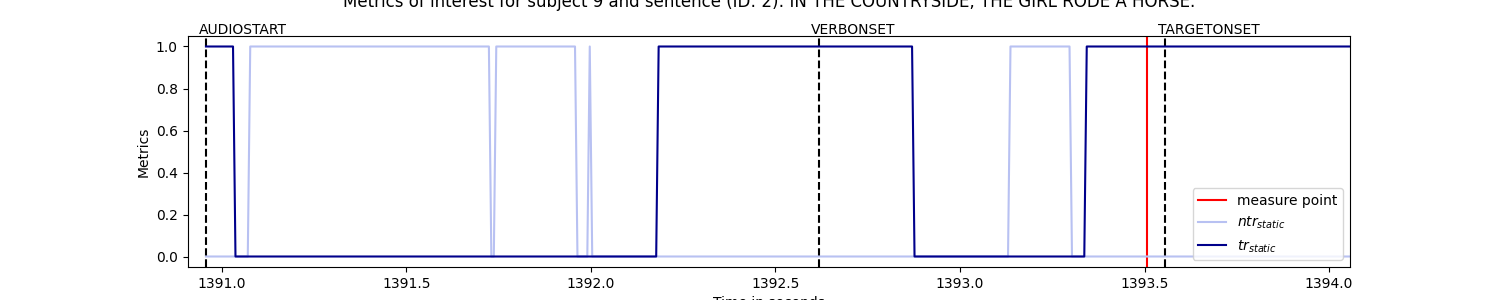 Metrics of interest for subject 9 and sentence (ID: 2): IN THE COUNTRYSIDE, THE GIRL RODE A HORSE.
AUDIOSTART VERBONSET TARGETONSET
1.0
0.8
0.6
0.4
0.2
0.0
Metrics
measure point
ntr_static
tr_static
1391.0 1391.5 1392.0 1392.5 1393.0 1393.5 1394.0
Time in seconds